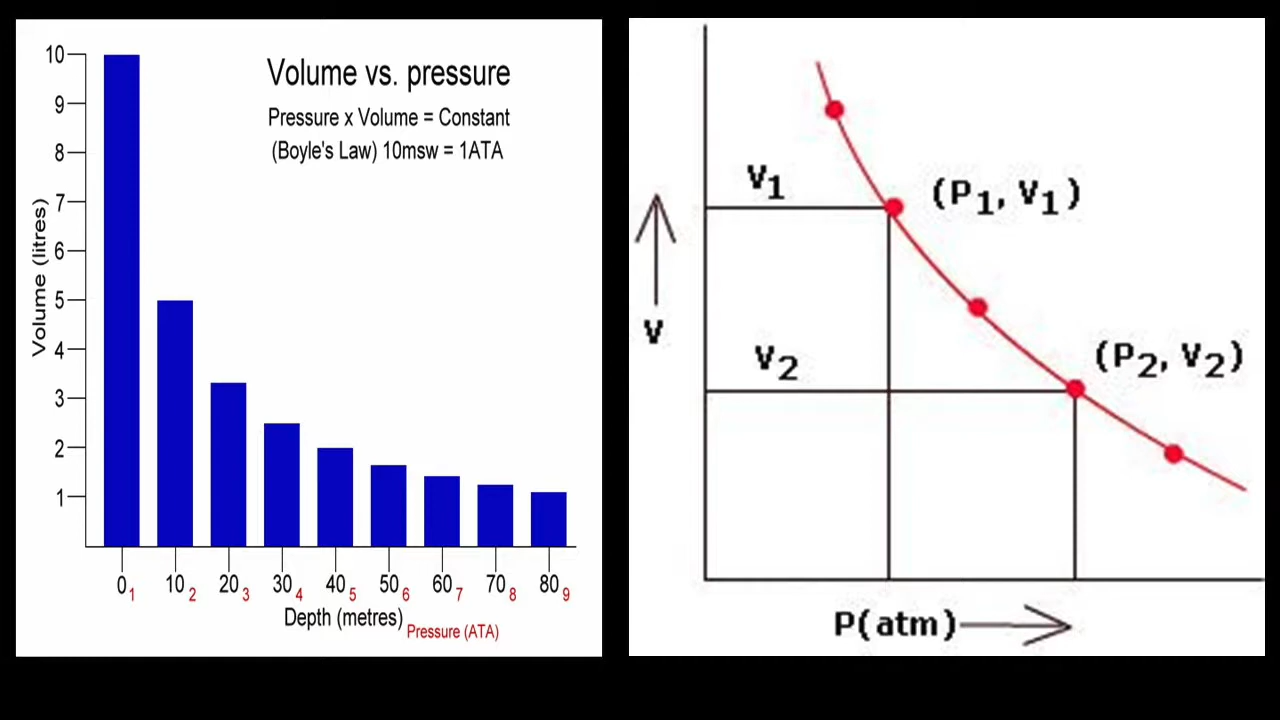 Volume vs. pressure
Pressure x Volume = Constant
(Boyle's Law) 10msw = 1ATA
Volume (litres)
10
9
8
7
6
5
4
3
2
1
0 1 10 2 20 3 30 4 40 5 50 6 60 7 70 8 80 9
Depth (metres) Pressure (ATA)
V1
(P1, V1)
V
V2
(P2, V2)
P(atm)